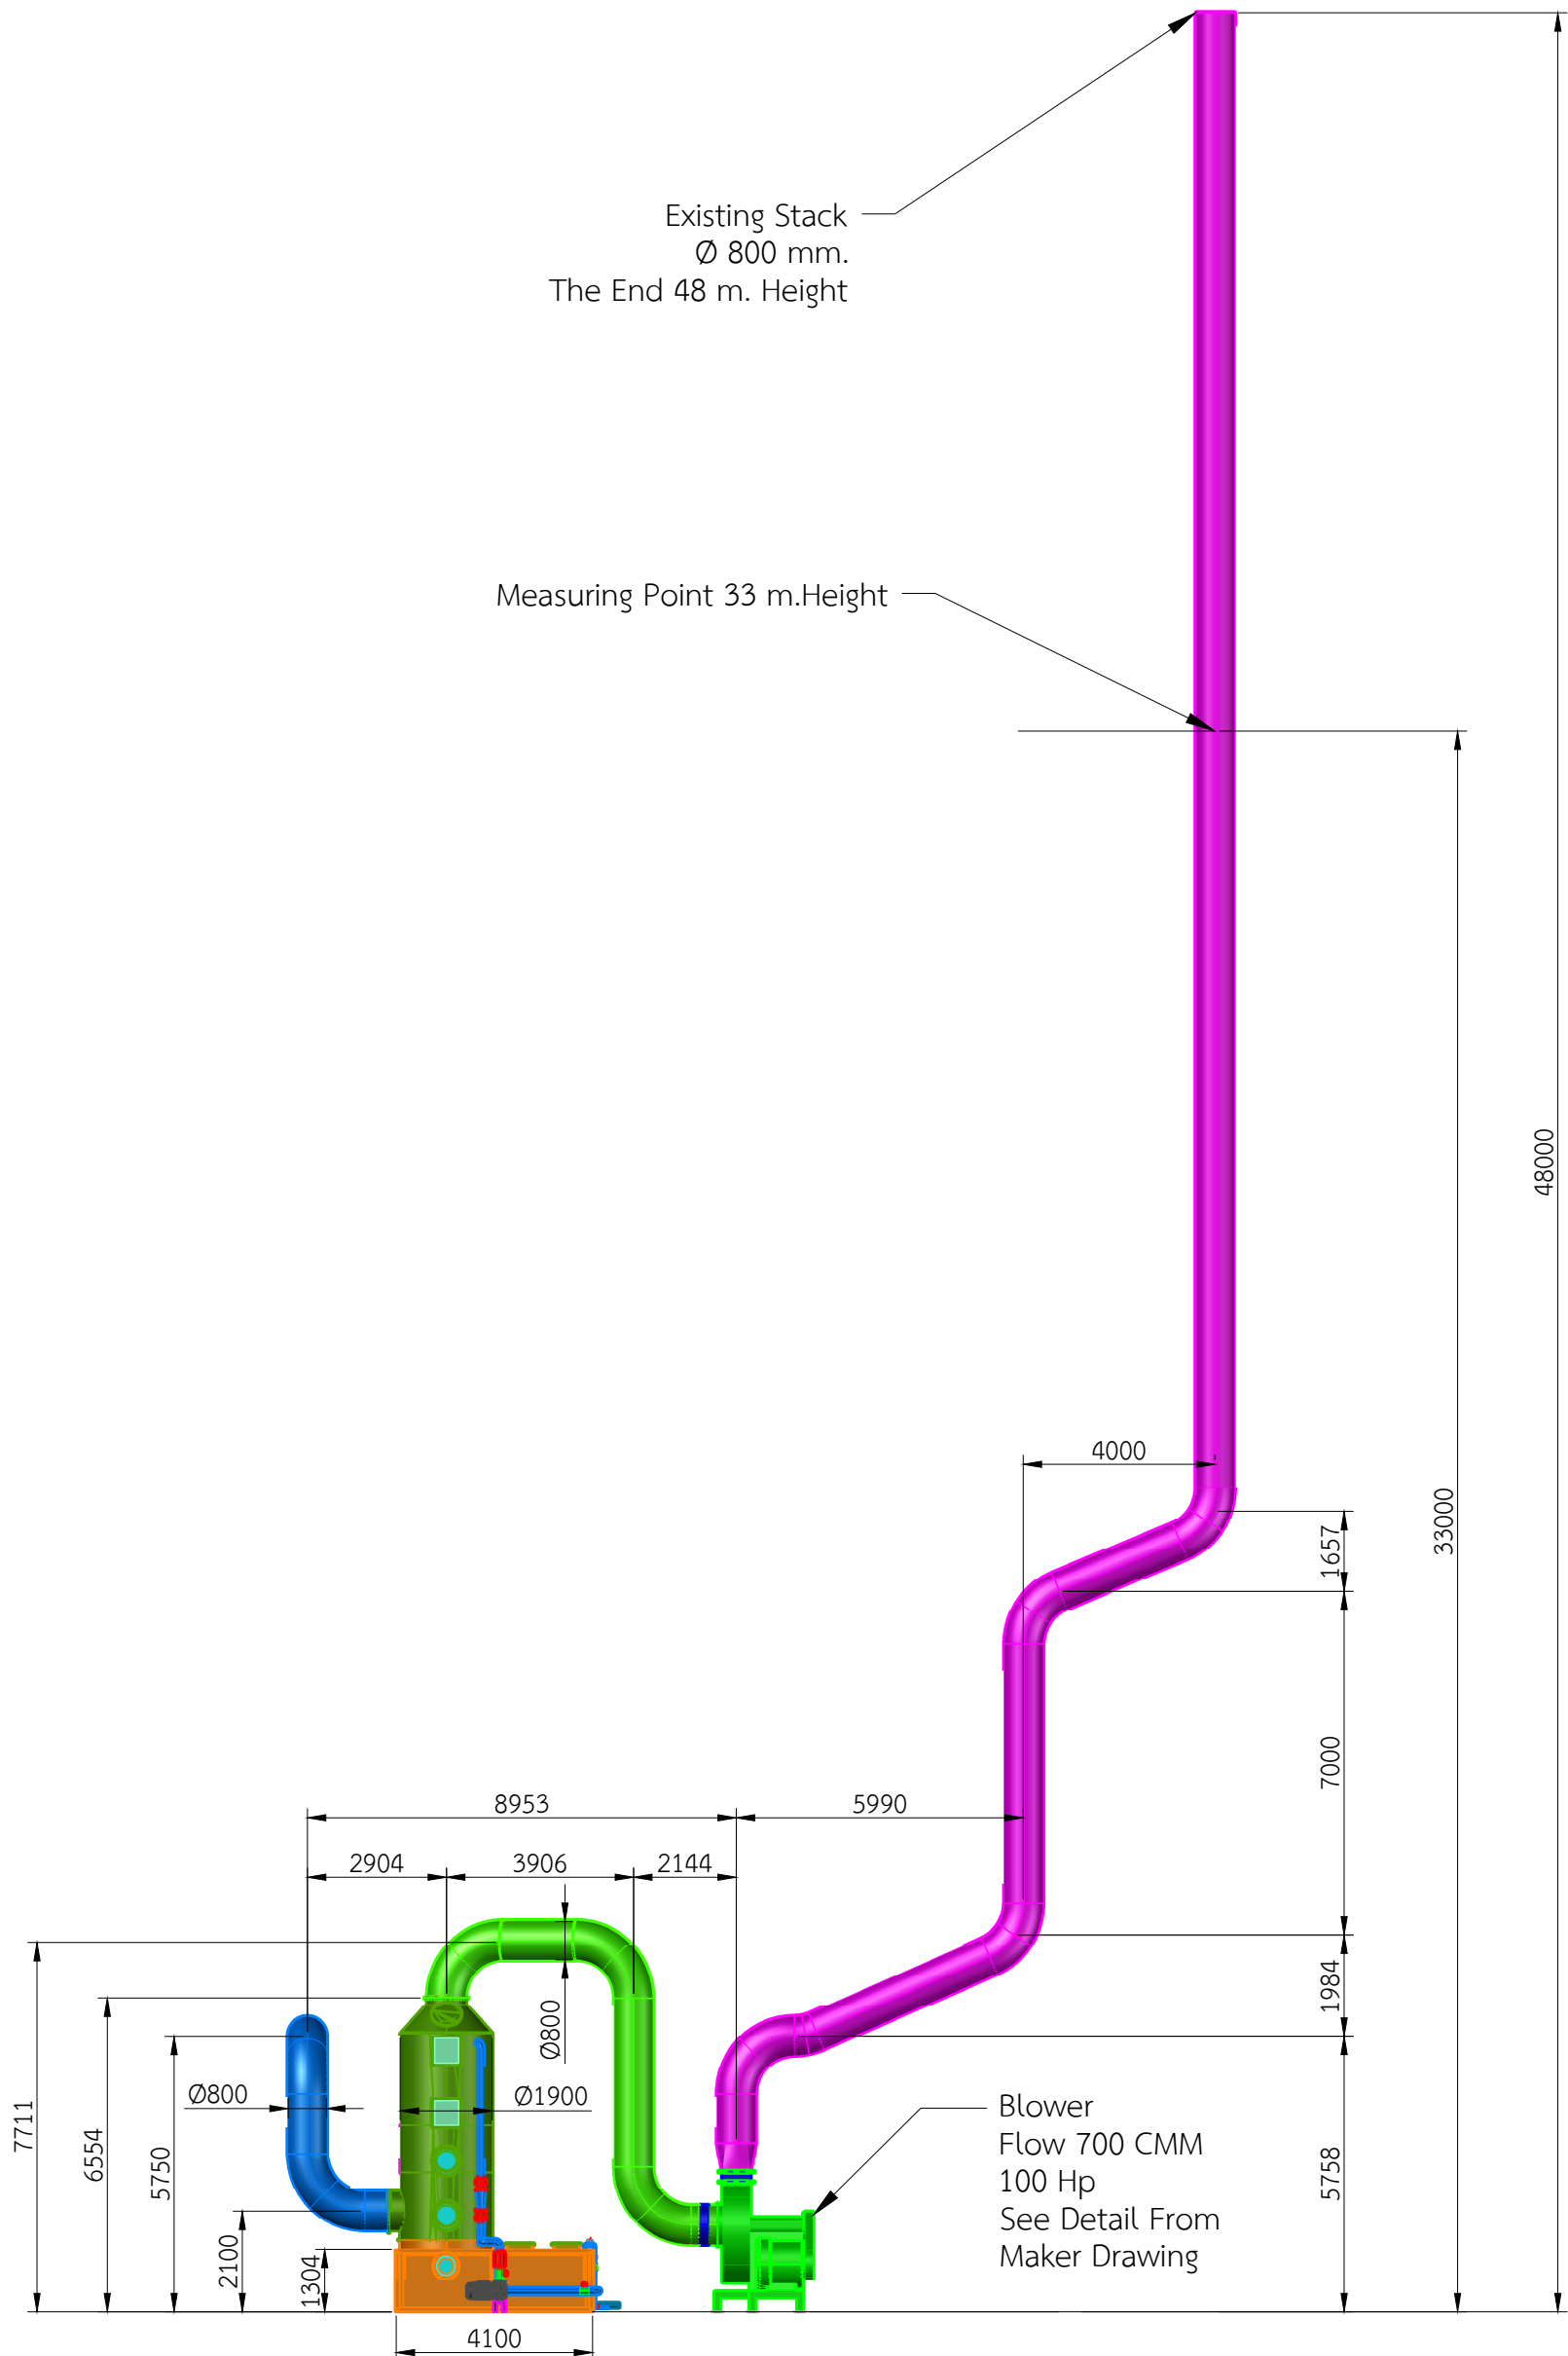 Existing Stack
Ø 800 mm.
The End 48 m. Height
Measuring Point 33 m.Height
48000
33000
4000
1657
7000
8953
5990
2904
3906
2144
1984
Ø800
Ø800
Ø1900
7711
6554
5750
2100
1304
5758
Blower
Flow 700 CMM
100 Hp
See Detail From
Maker Drawing
4100